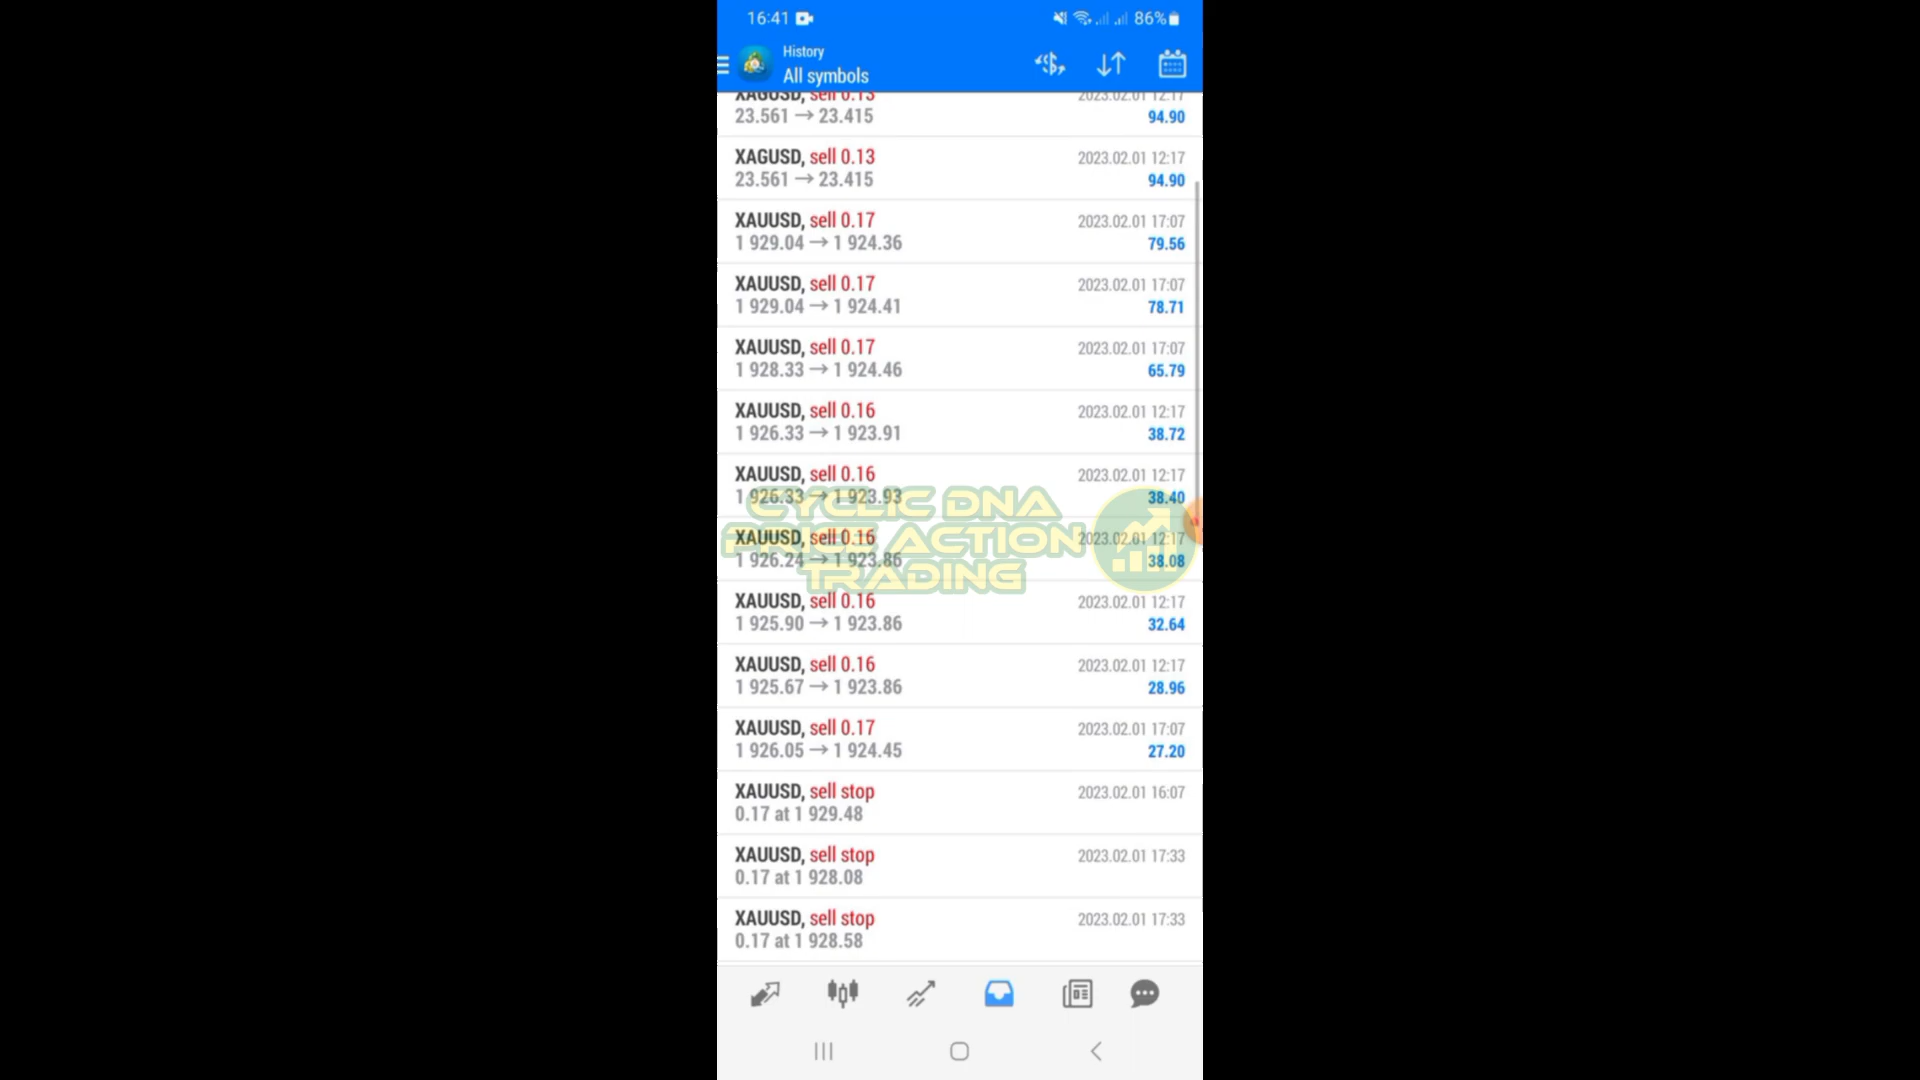 16:41
86%
History
All symbols
XAGUSD, sell 0.13
2023.02.01 12:17
23.561 → 23.415
94.90
XAGUSD, sell 0.13
2023.02.01 12:17
23.561 → 23.415
94.90
XAUUSD, sell 0.17
2023.02.01 17:07
1 929.04 → 1 924.36
79.56
XAUUSD, sell 0.17
2023.02.01 17:07
1 929.04 → 1 924.41
78.71
XAUUSD, sell 0.17
2023.02.01 17:07
1 928.33 → 1 924.46
65.79
XAUUSD, sell 0.16
2023.02.01 12:17
1 926.33 → 1 923.91
38.72
XAUUSD, sell 0.16
2023.02.01 12:17
1 926.33 → 1 923.93
38.40
CYCLIC DNA
PRICE ACTION
TRADING
XAUUSD, sell 0.16
2023.02.01 12:17
1 926.24 → 1 923.86
38.08
XAUUSD, sell 0.16
2023.02.01 12:17
1 925.90 → 1 923.86
32.64
XAUUSD, sell 0.16
2023.02.01 12:17
1 925.67 → 1 923.86
28.96
XAUUSD, sell 0.17
2023.02.01 17:07
1 926.05 → 1 924.45
27.20
XAUUSD, sell stop
2023.02.01 16:07
0.17 at 1 929.48
XAUUSD, sell stop
2023.02.01 17:33
0.17 at 1 928.08
XAUUSD, sell stop
2023.02.01 17:33
0.17 at 1 928.58